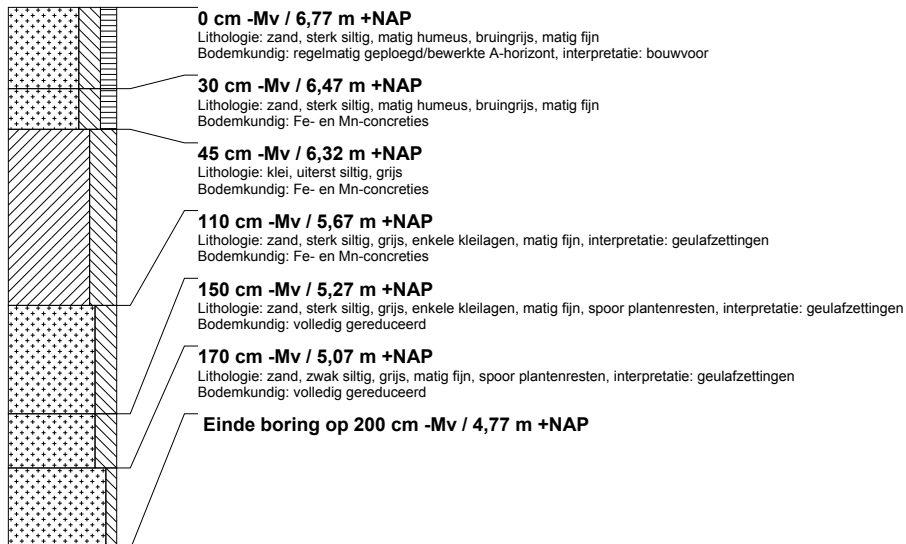 0 cm -Mv / 6,77 m +NAP
Lithologie: zand, sterk siltig, matig humeus, bruingrijs, matig fijn
Bodemkundig: regelmatig geploegd/bewerkte A-horizont, interpretatie: bouwvoor
30 cm -Mv / 6,47 m +NAP
Lithologie: zand, sterk siltig, matig humeus, bruingrijs, matig fijn
Bodemkundig: Fe- en Mn-concreties
45 cm -Mv / 6,32 m +NAP
Lithologie: klei, uiterst siltig, grijs
Bodemkundig: Fe- en Mn-concreties
110 cm -Mv / 5,67 m +NAP
Lithologie: zand, sterk siltig, grijs, enkele kleilagen, matig fijn, interpretatie: geulafzettingen
Bodemkundig: Fe- en Mn-concreties
150 cm -Mv / 5,27 m +NAP
Lithologie: zand, sterk siltig, grijs, enkele kleilagen, matig fijn, spoor plantenresten, interpretatie: geulafzettingen
Bodemkundig: volledig gereduceerd
170 cm -Mv / 5,07 m +NAP
Lithologie: zand, zwak siltig, grijs, matig fijn, spoor plantenresten, interpretatie: geulafzettingen
Bodemkundig: volledig gereduceerd
Einde boring op 200 cm -Mv / 4,77 m +NAP